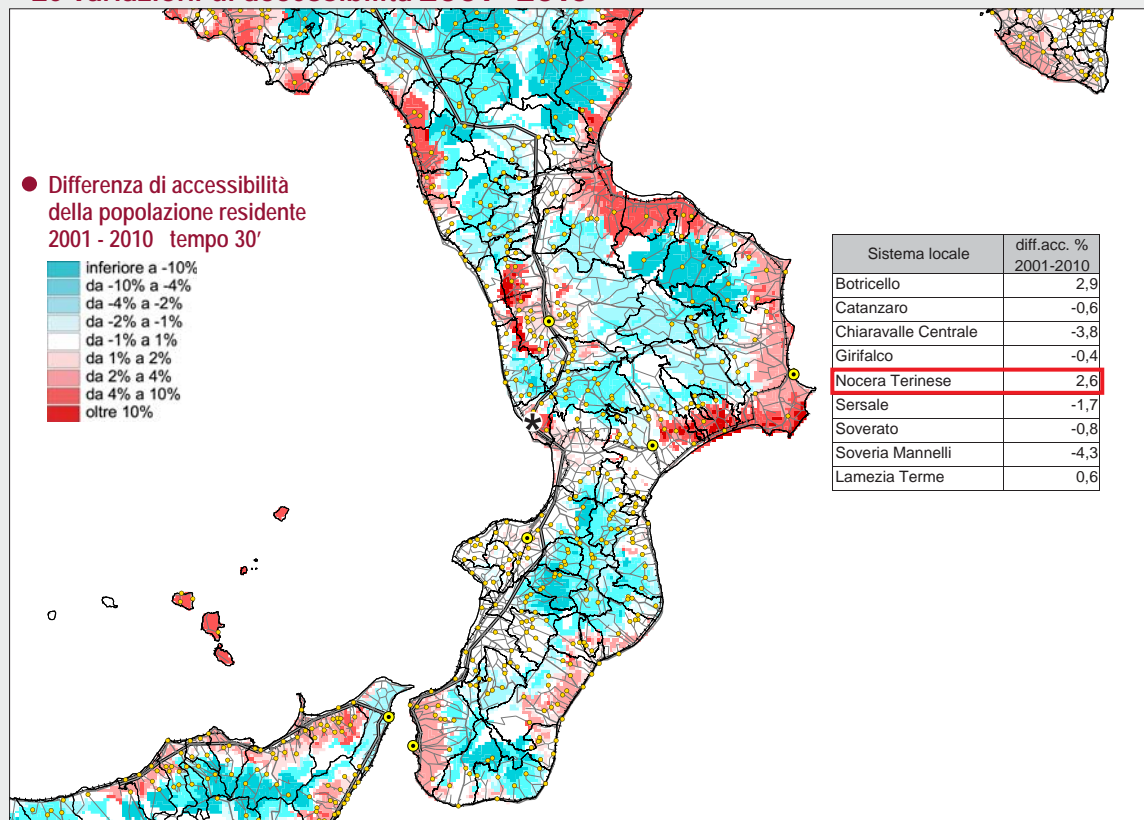 Differenza di accessibilità
della popolazione residente
2001 - 2010 tempo 30'
inferiore a -10%
da -10% a -4%
da -4% a -2%
da -2% a -1%
da -1% a 1%
da 1% a 2%
da 2% a 4%
da 4% a 10%
oltre 10%
Sistema locale diff.acc. % 2001-2010
Botricello 2,9
Catanzaro -0,6
Chiaravalle Centrale -3,8
Girifalco -0,4
Nocera Terinese 2,6
Sersale -1,7
Soverato -0,8
Soveria Mannelli -4,3
Lamezia Terme 0,6